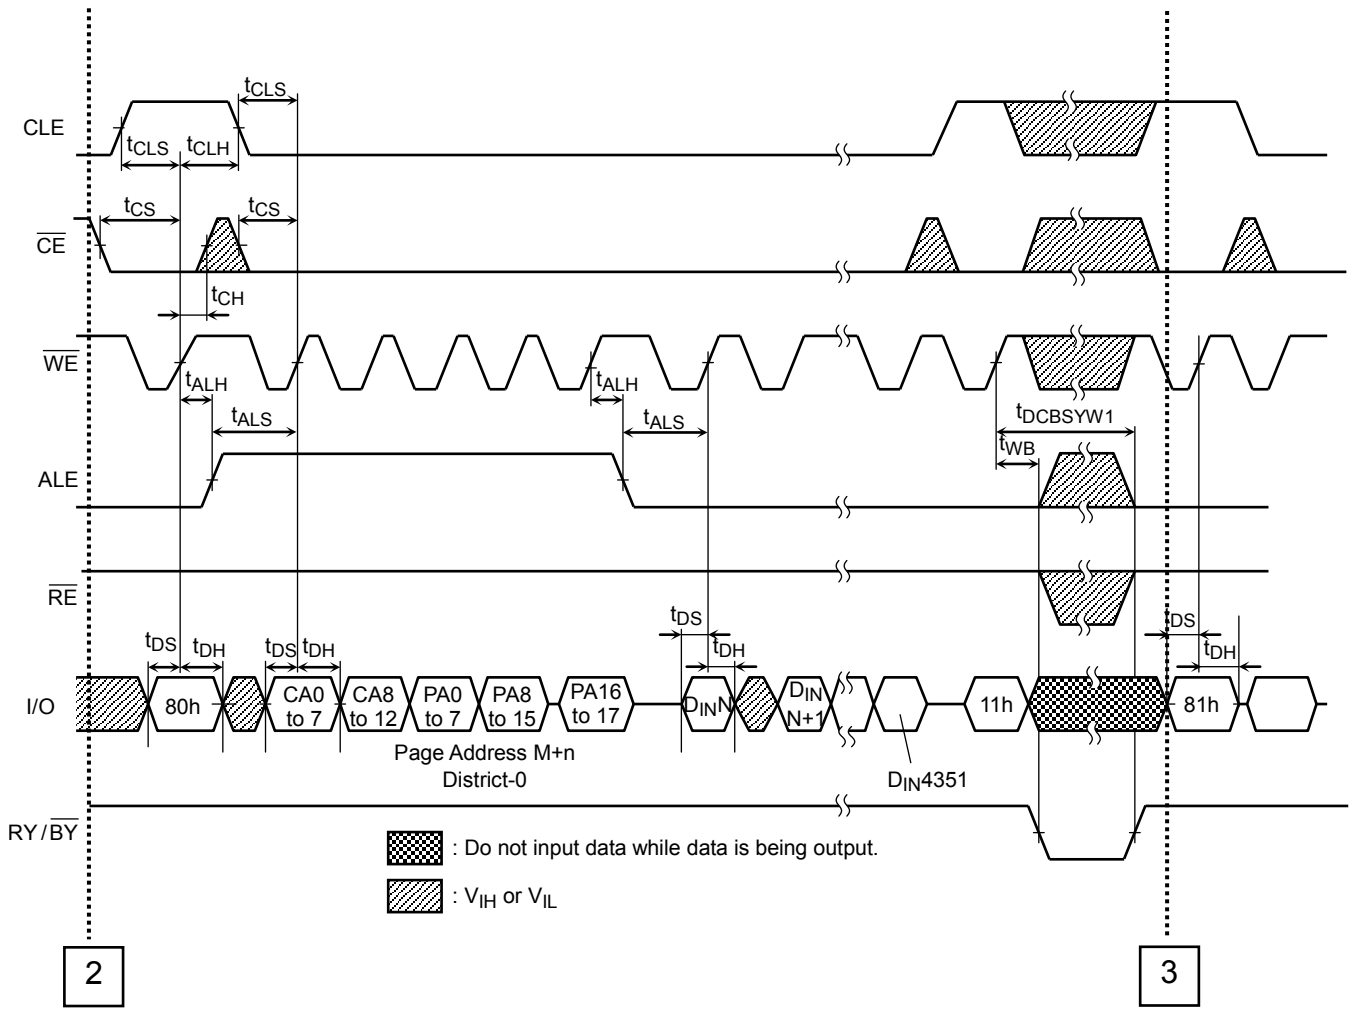 tCLS
CLE
tCLS tCLH
tCS tCS
CE
tCH
WE
tALH tALH
tALS tALS tDCBSYW1
tWB
ALE
RE
tDS tDS
tDH tDH
tDS tDH tDS tDH
I/O 80h CA0 to 7 CA8 to 12 PA0 to 7 PA8 to 15 PA16 to 17 DINN DIN N+1 11h 81h
Page Address M+n
District-0
DIN4351
RY/BY
: Do not input data while data is being output.
: VIH or VIL
2 3